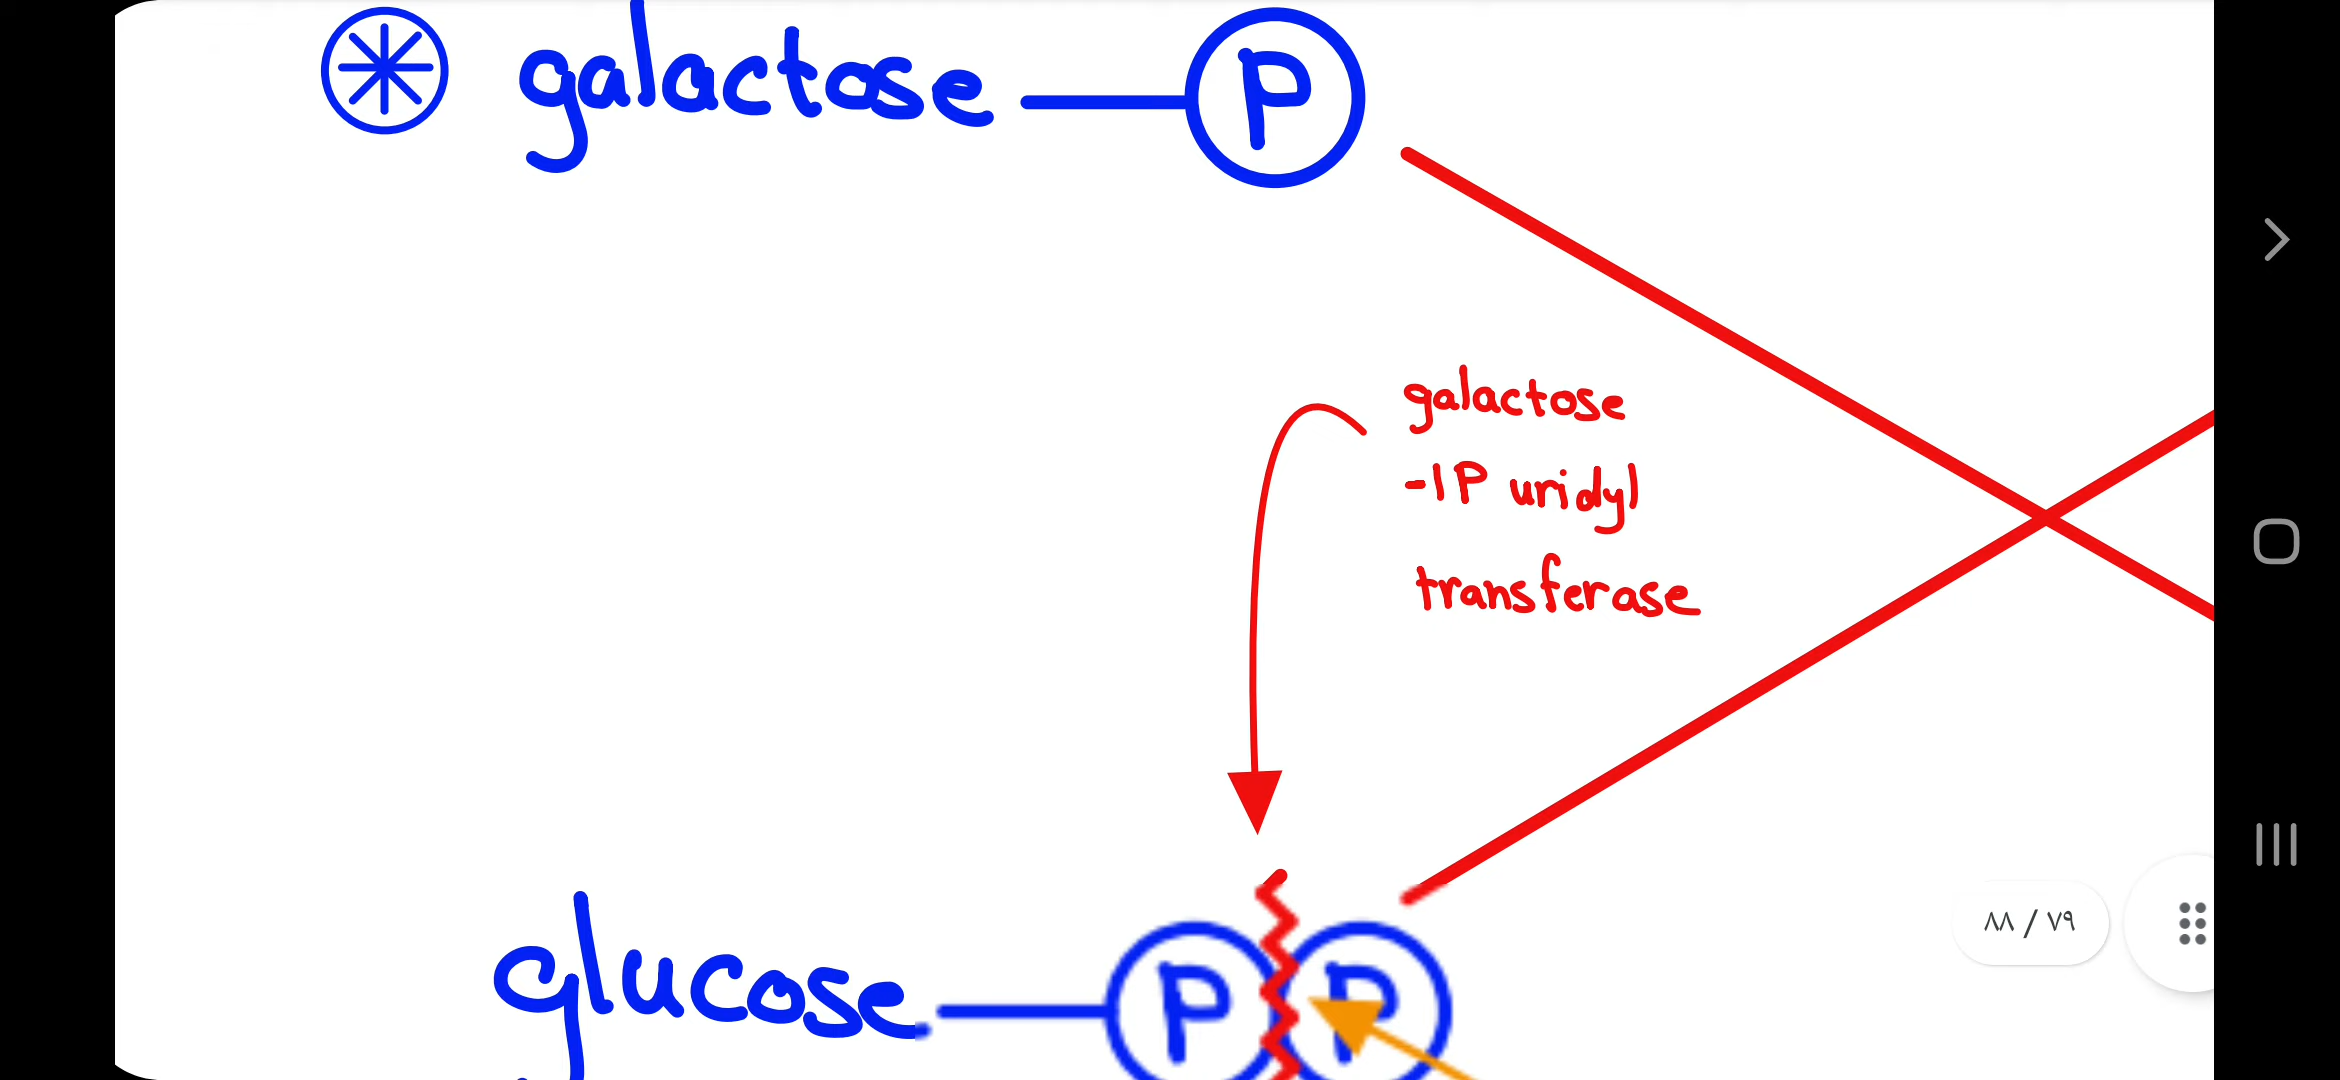 galactose
P
galactose
-1P uridyl
transferase
glucose
P P
٨٨ / ٧٩